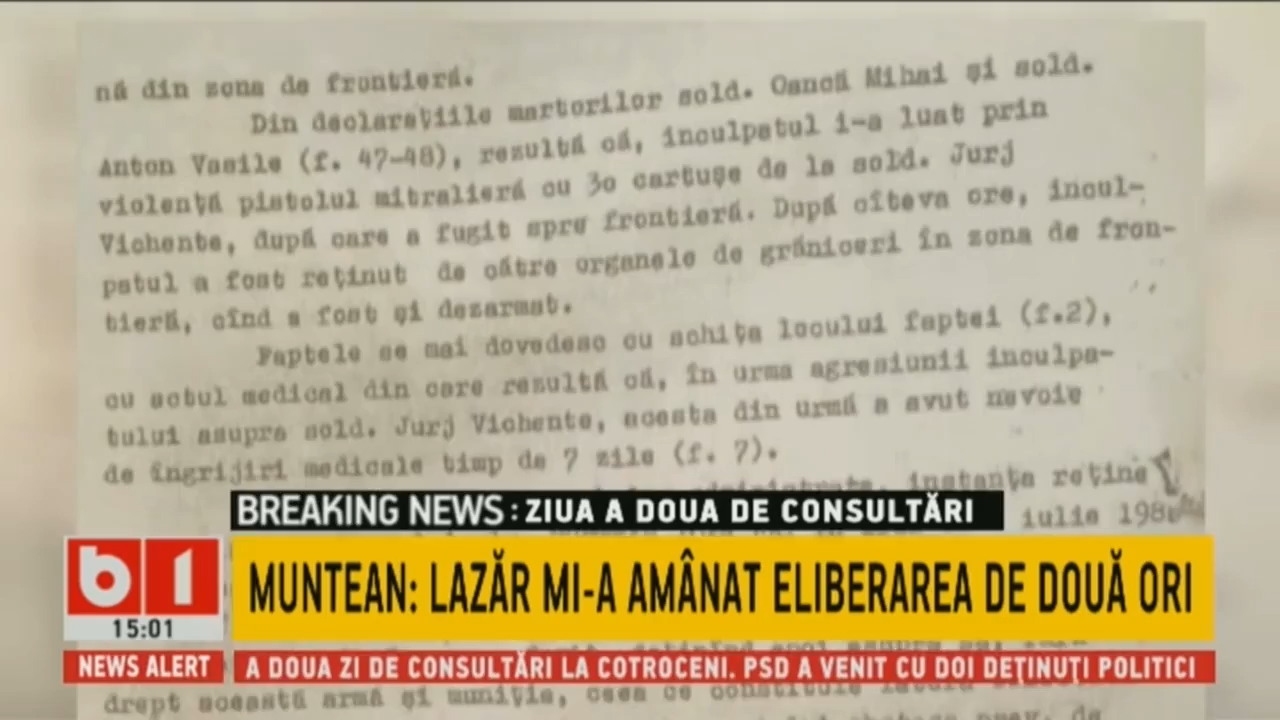 nă din zona de frontieră.
Din declarațiile martorilor sold. Oancă Mihai și sold.
Anton Vasile (f. 47-48), rezultă că, inculpatul i-a luat prin
violență pistolul mitralieră cu 3o cartușe de la sold. Jurj
Vichente, după care a fugit spre frontieră. După cîteva ore, incul-
patul a fost reținut de către organele de grăniceri în zona de fron-
tieră, cînd a fost și dezarmat.
Faptele se mai dovedesc cu schița locului faptei (f.2),
cu actul medical din care rezultă că, în urma agresiunii inculpa-
tului asupra sold. Jurj Vichente, acesta din urmă a avut nevoie
de îngrijiri medicale timp de 7 zile (f. 7).
instanța reține
iulie 198
BREAKING NEWS: ZIUA A DOUA DE CONSULTĂRI
b1
MUNTEAN: LAZĂR MI-A AMÂNAT ELIBERAREA DE DOUĂ ORI
15:01
NEWS ALERT A DOUA ZI DE CONSULTĂRI LA COTROCENI. PSD A VENIT CU DOI DEȚINUȚI POLITICI
drept această armă și muniție, ceea ce constituie